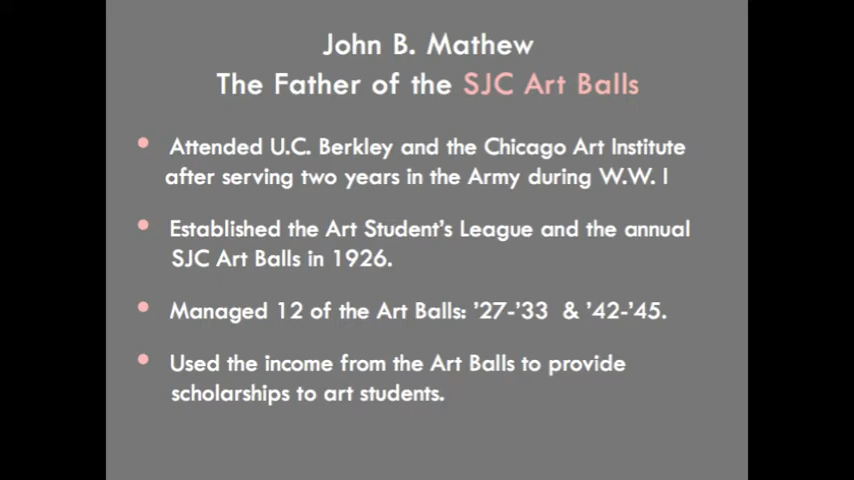 John B. Mathew
The Father of the SJC Art Balls
• Attended U.C. Berkley and the Chicago Art Institute
after serving two years in the Army during W.W. I
• Established the Art Student's League and the annual
SJC Art Balls in 1926.
• Managed 12 of the Art Balls: '27-'33 & '42-'45.
• Used the income from the Art Balls to provide
scholarships to art students.